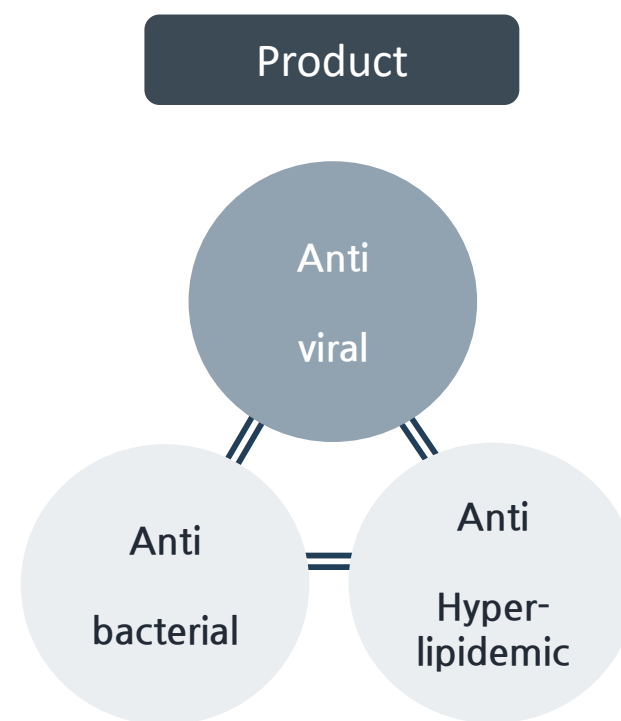 Product
Anti
viral
Anti
bacterial
Anti
Hyper-
lipidemic